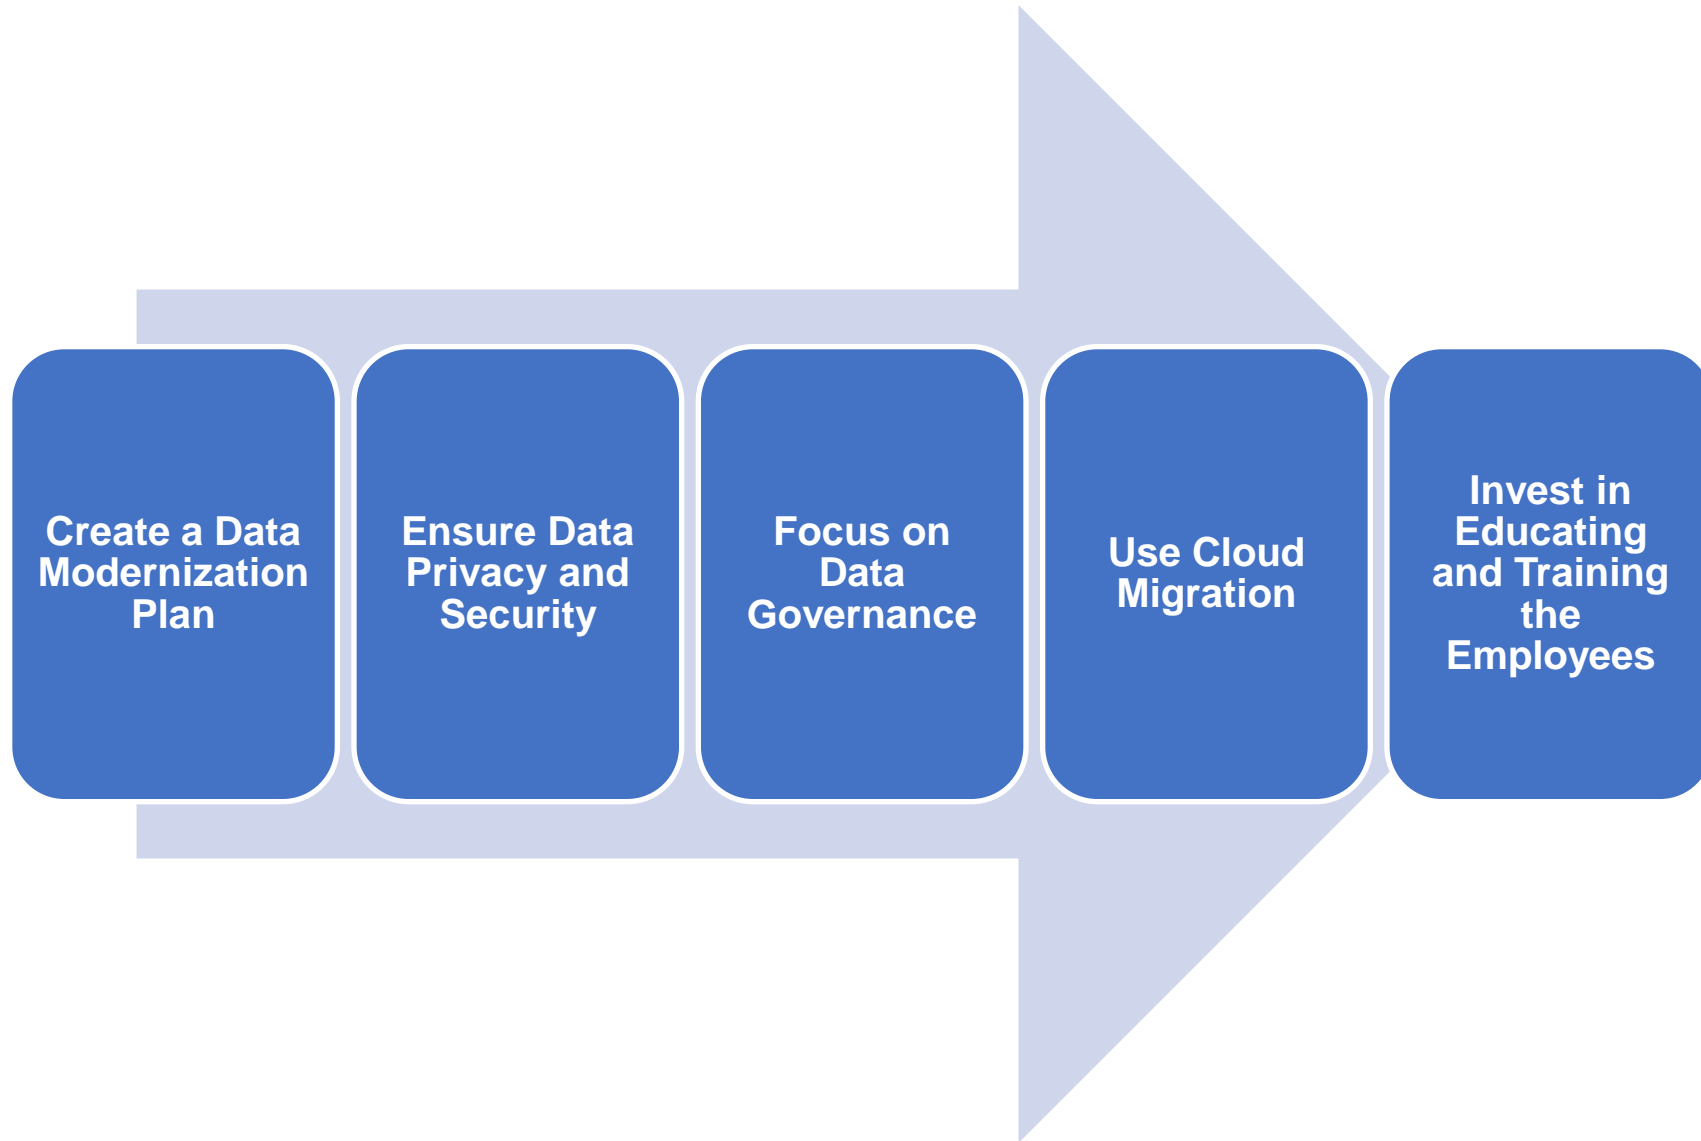 Create a Data
Modernization
Plan
Ensure Data
Privacy and
Security
Focus on
Data
Governance
Use Cloud
Migration
Invest in
Educating
and Training
the
Employees